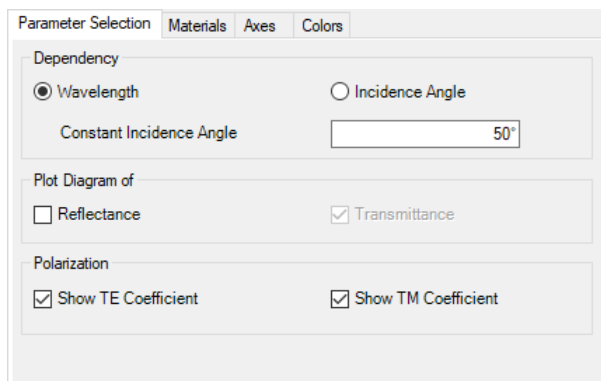 Parameter Selection Materials Axes Colors
Dependency
Wavelength Incidence Angle
Constant Incidence Angle 50°
Plot Diagram of
Reflectance Transmittance
Polarization
Show TE Coefficient Show TM Coefficient